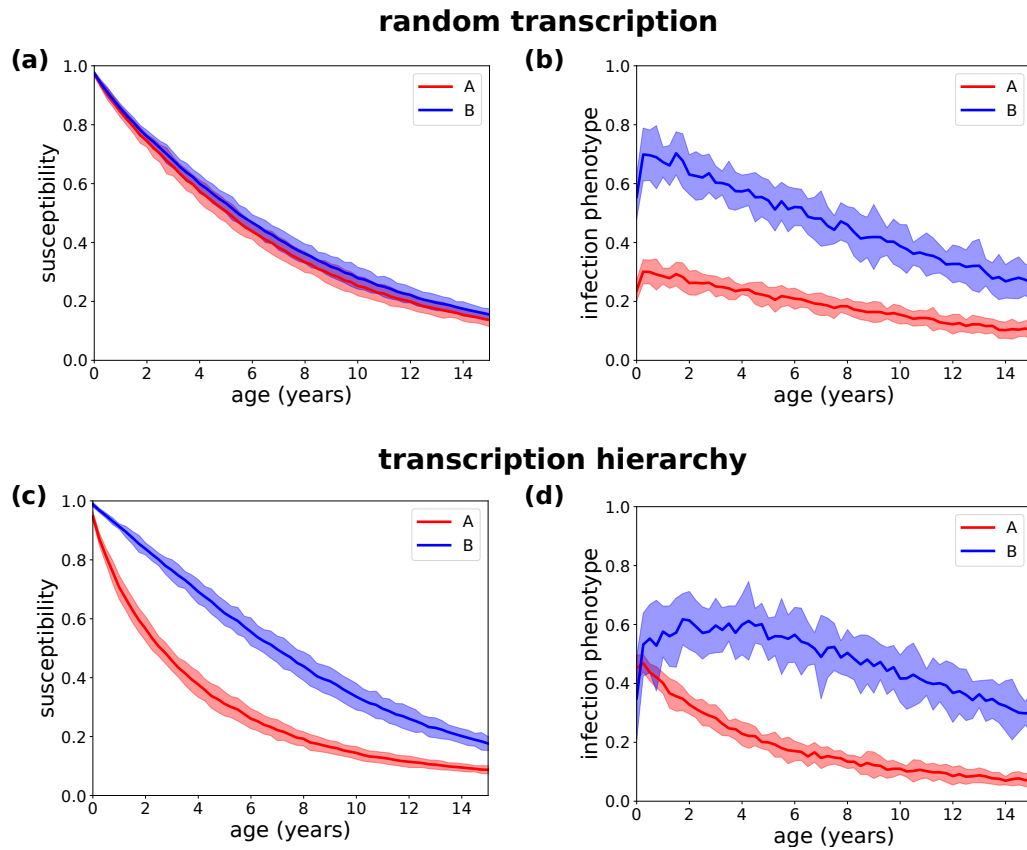 random transcription
(a)
1.0
0.8
0.6
0.4
0.2
0.0
susceptibility
A
B
0 2 4 6 8 10 12 14
age (years)
(b)
1.0
0.8
0.6
0.4
0.2
0.0
infection phenotype
A
B
0 2 4 6 8 10 12 14
age (years)
transcription hierarchy
(c)
1.0
0.8
0.6
0.4
0.2
0.0
susceptibility
A
B
0 2 4 6 8 10 12 14
age (years)
(d)
1.0
0.8
0.6
0.4
0.2
0.0
infection phenotype
A
B
0 2 4 6 8 10 12 14
age (years)